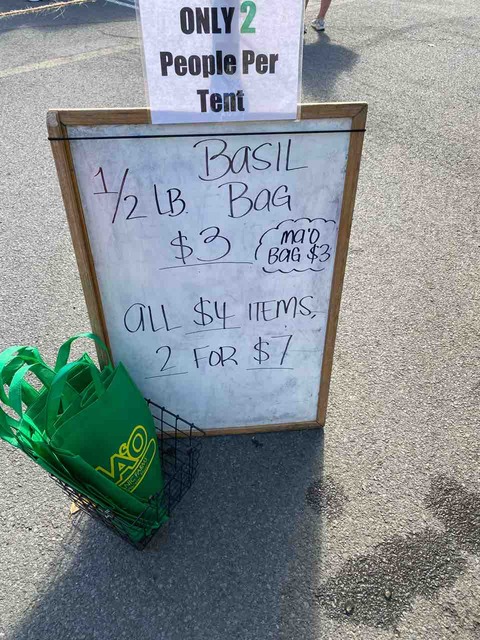 ONLY 2
People Per
Tent
BASIL
1/2 LB. BAG
$3
MA'O
BAG $3
ALL $4 ITEMS,
2 FOR $7
MAO